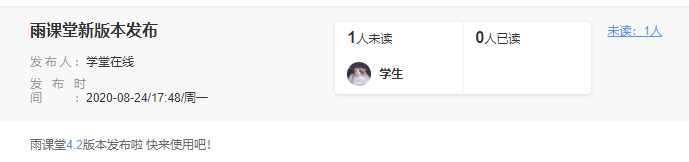 雨课堂新版本发布
发布人：学堂在线
发布时
间：2020-08-24/17:48/周一
1人未读
学生
0人已读
未读：1人
雨课堂4.2版本发布啦 快来使用吧！